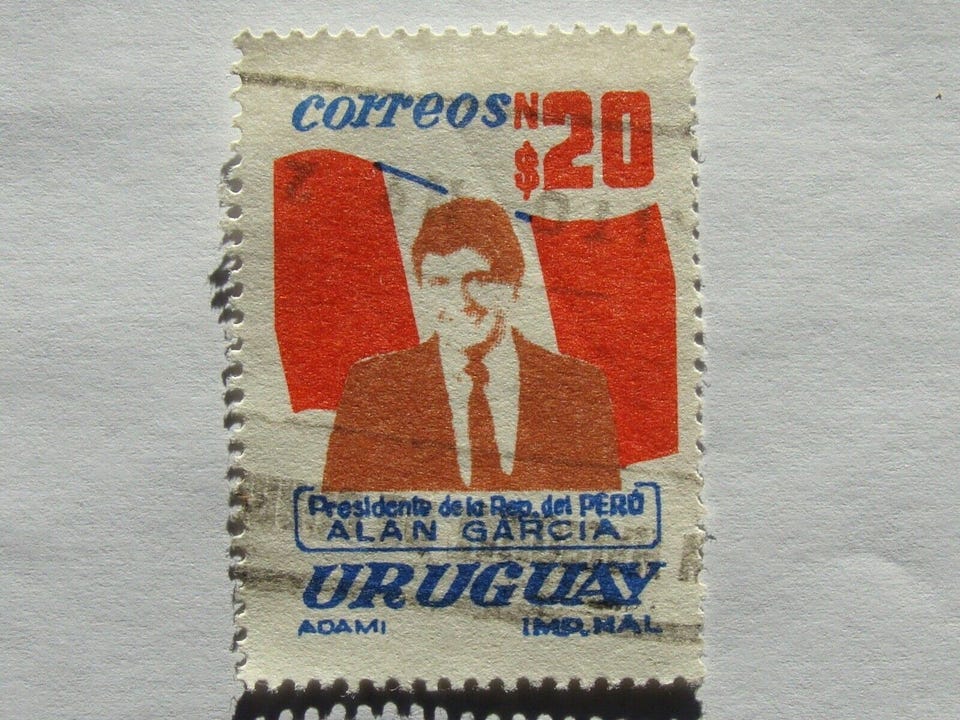 correos N$ 20
Presidente de la Rep. del PERÚ
ALAN GARCIA
URUGUAY
ADAMI IMP. NAL